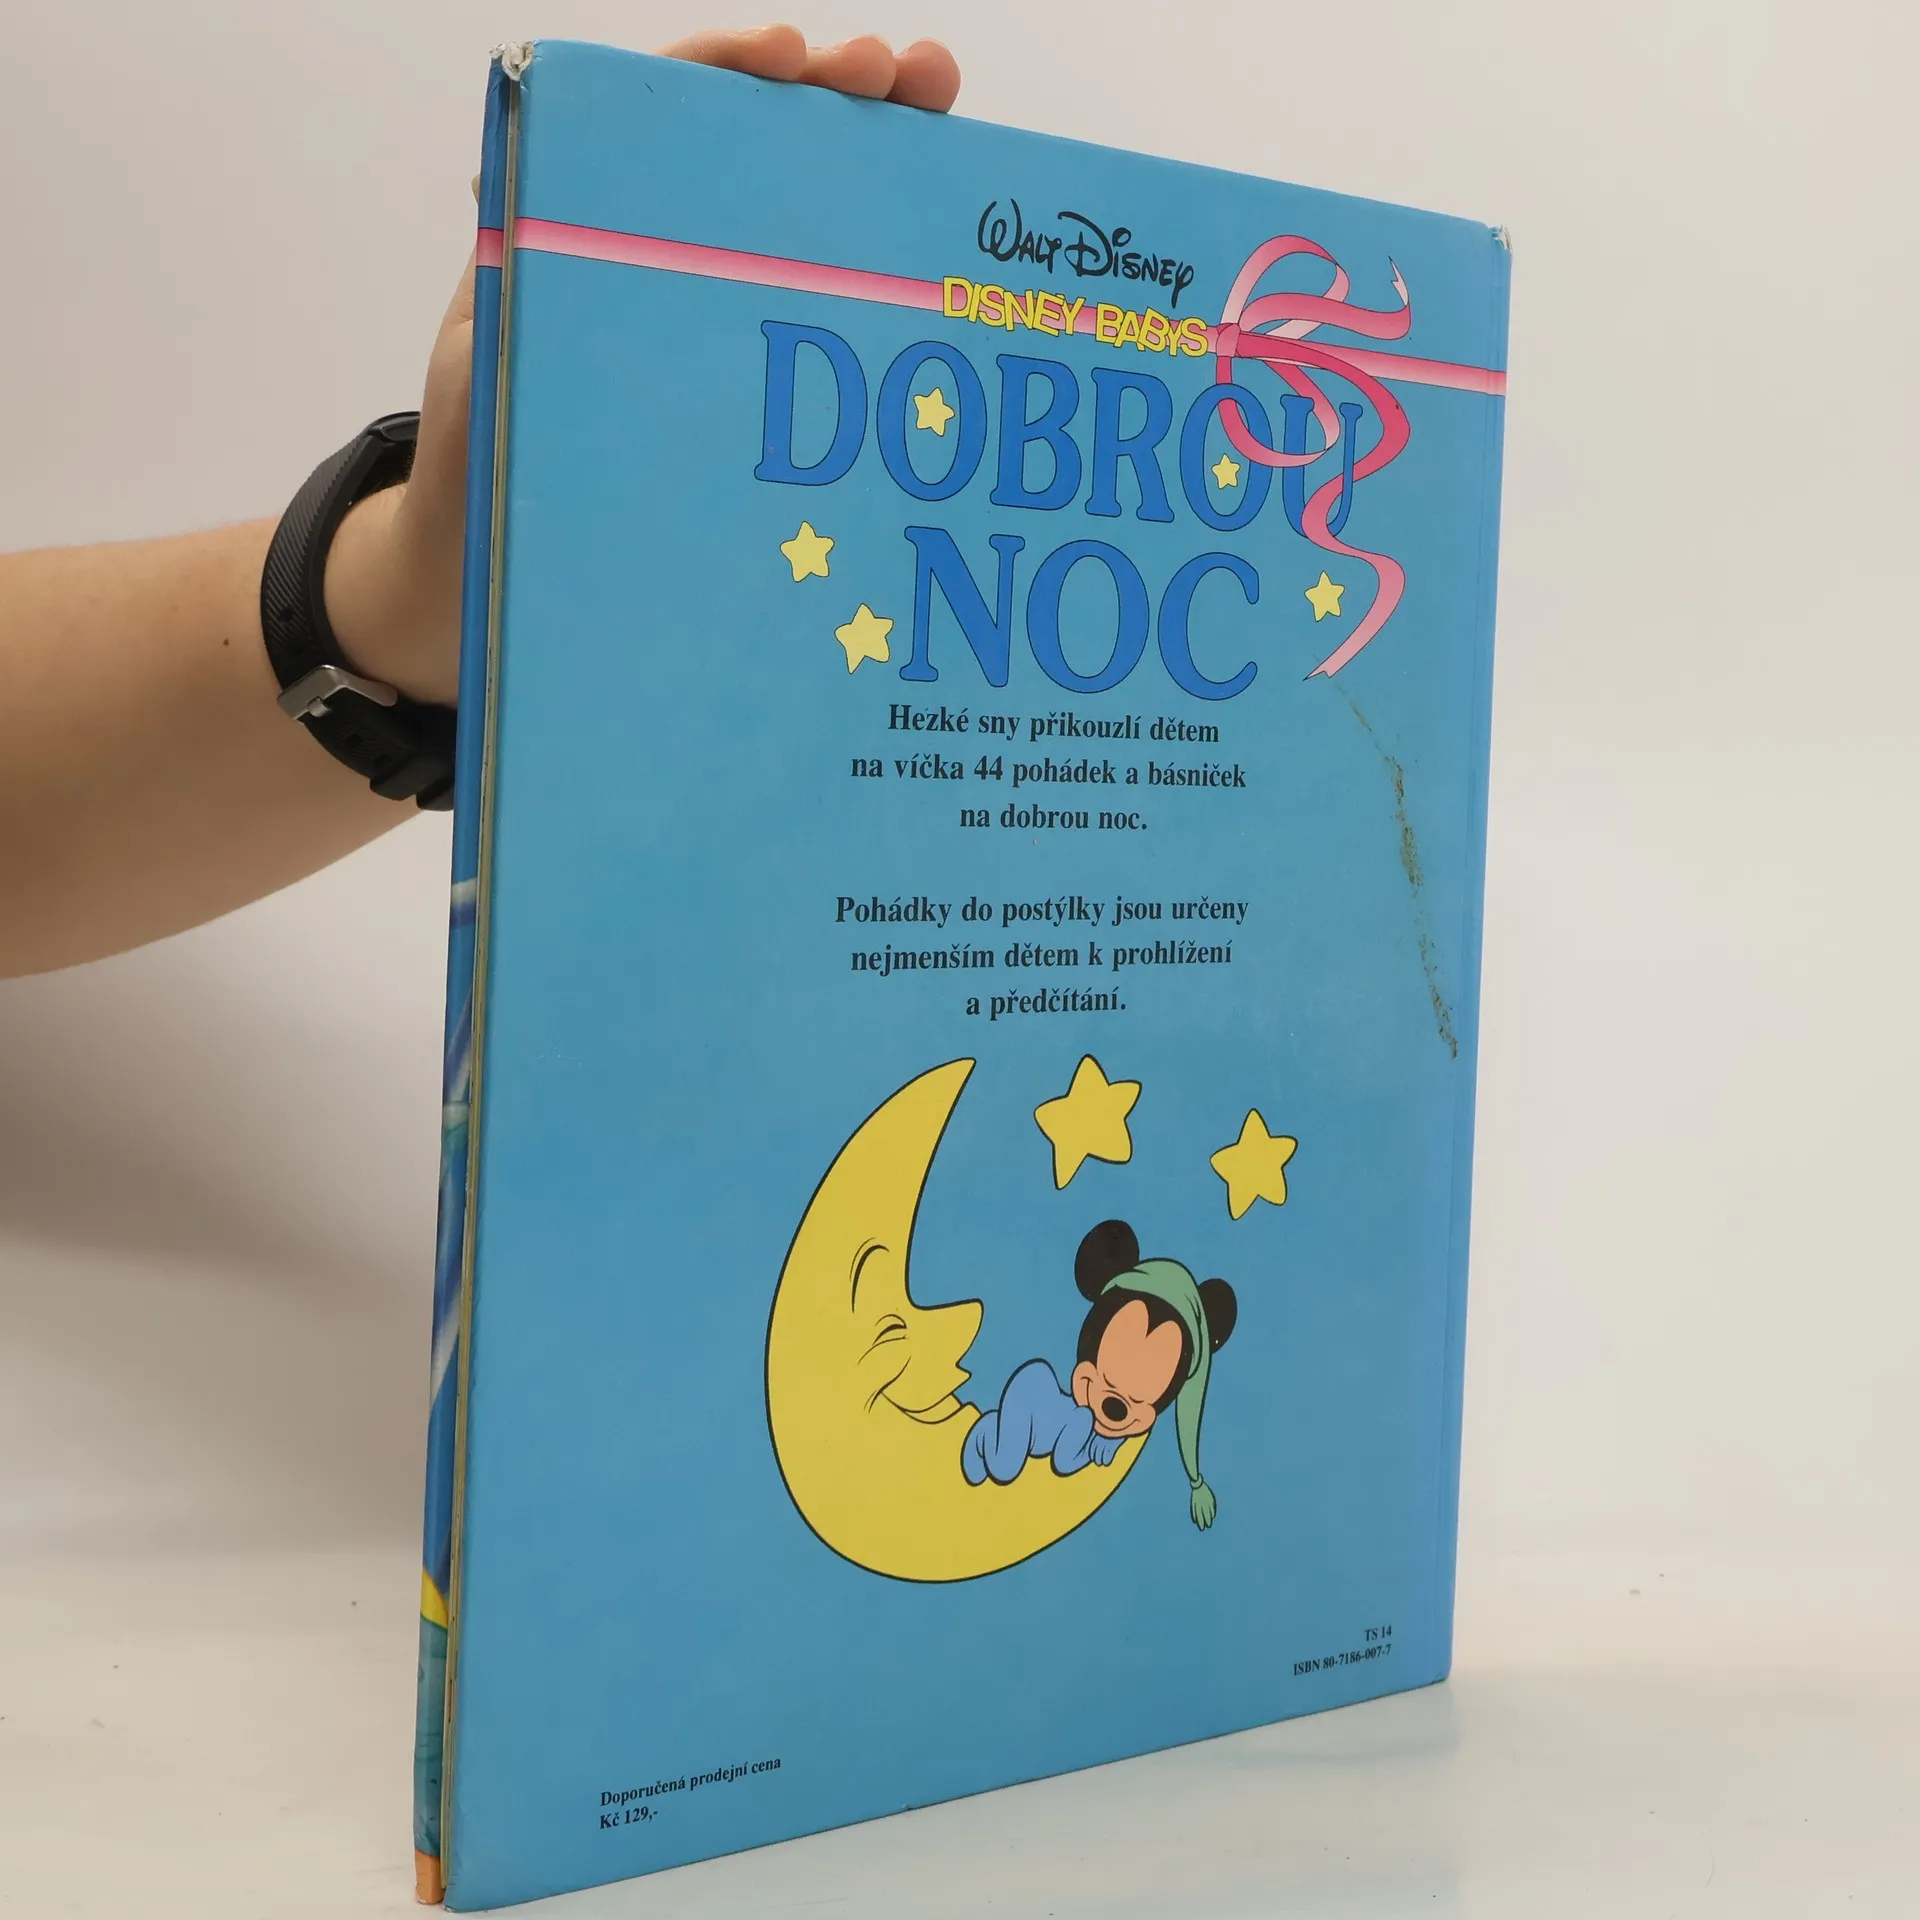 Walt Disney
DISNEY BABYS
DOBROU
NOC
Hezké sny přikouzlí dětem
na víčka 44 pohádek a básniček
na dobrou noc.
Pohádky do postýlky jsou určeny
nejmenším dětem k prohlížení
a předčítání.
TS 14
ISBN 80-7186-007-7
Doporučená prodejní cena
Kč 129,-